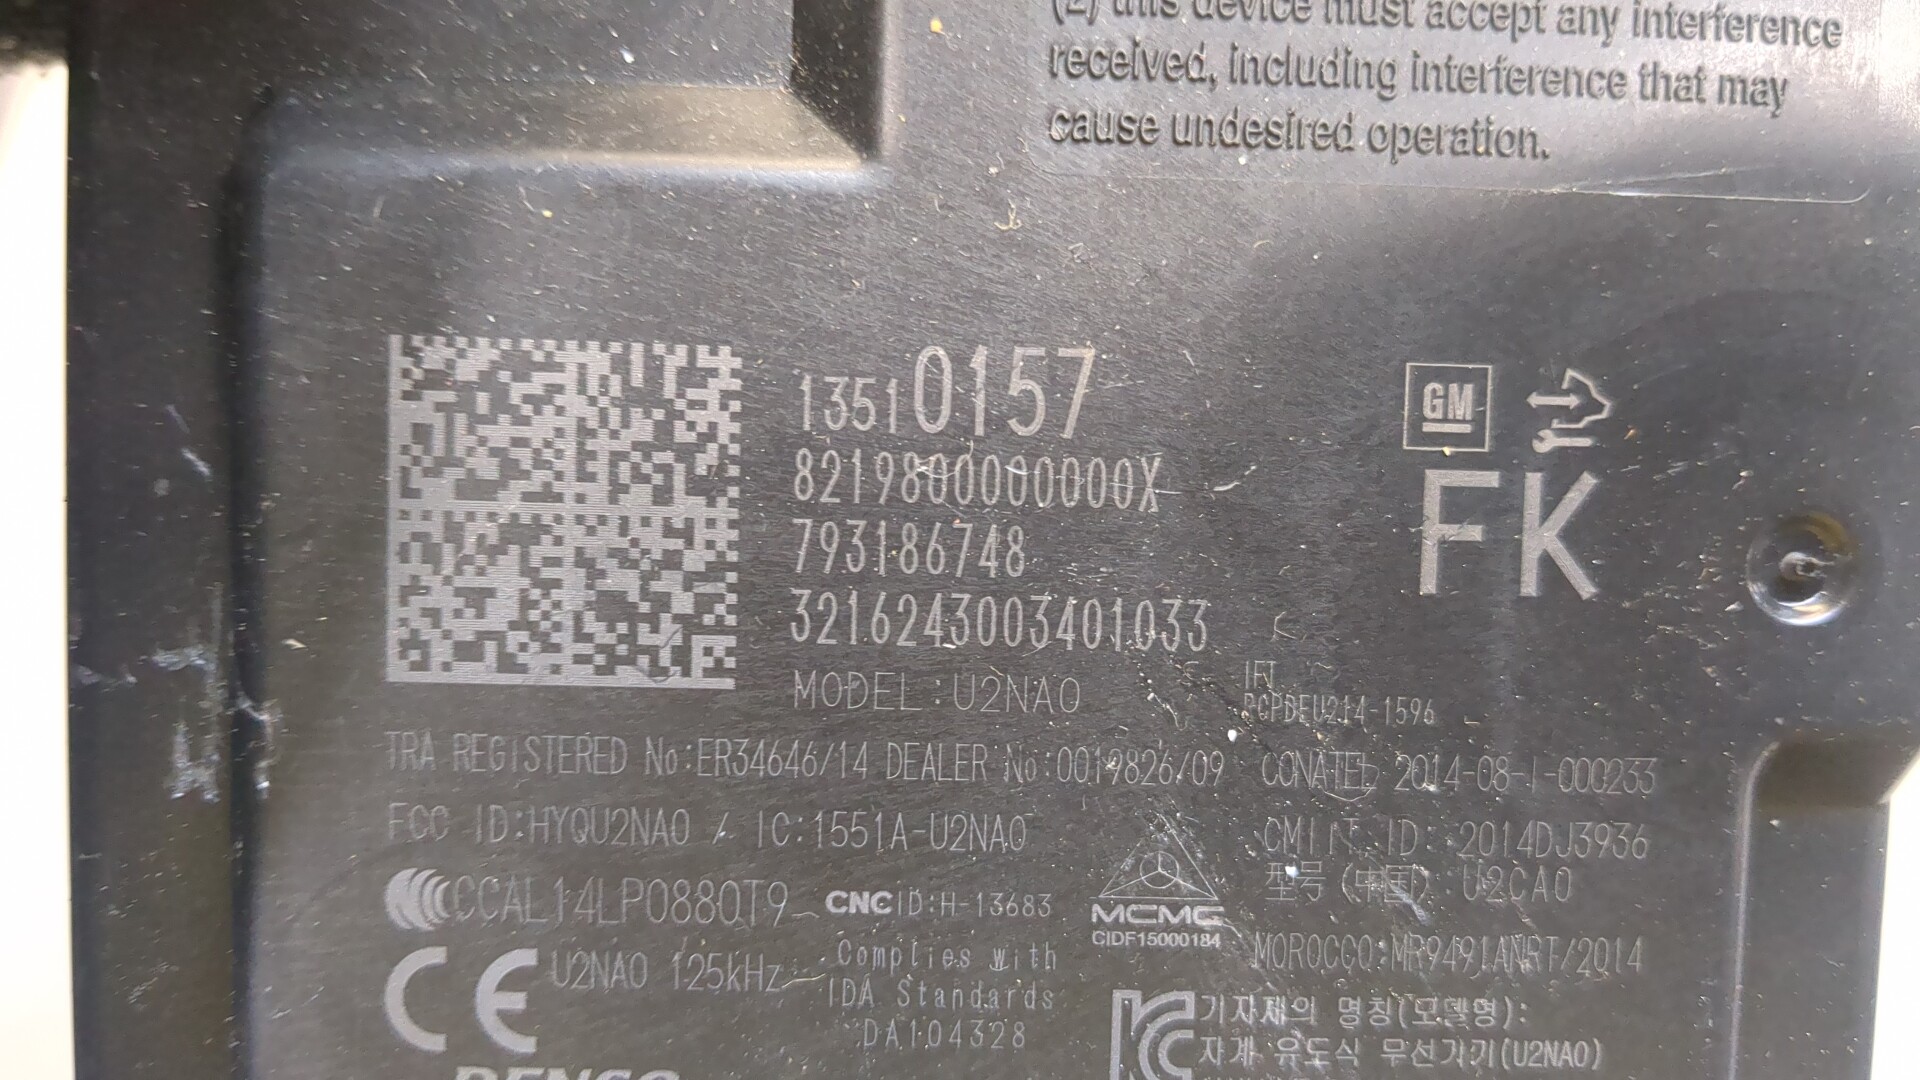 (2) this device must accept any interference
received, including interference that may
cause undesired operation.
13510157
8219800000000X
793186748
3216243003401033
MODEL:U2NA0
GM
FK
IFT
RCPDEU214-1596
TRA REGISTERED No:ER34646/14 DEALER No:0019826/09
CONATEL 2014-08-I-000233
FCC ID:HYQU2NA0 / IC:1551A-U2NA0
CMIIT ID: 2014DJ3936
型号(中国): U2CA0
CCAL14LP0880T9
CNC ID:H-13683
MCMC
CIDF15000184
MOROCCO:MR9491ANRT/2014
CE U2NA0 125kHz
Complies with
IDA Standards
DA104328
기자재의 명칭(모델명):
자계 유도식 무선기기(U2NA0)
DENSO